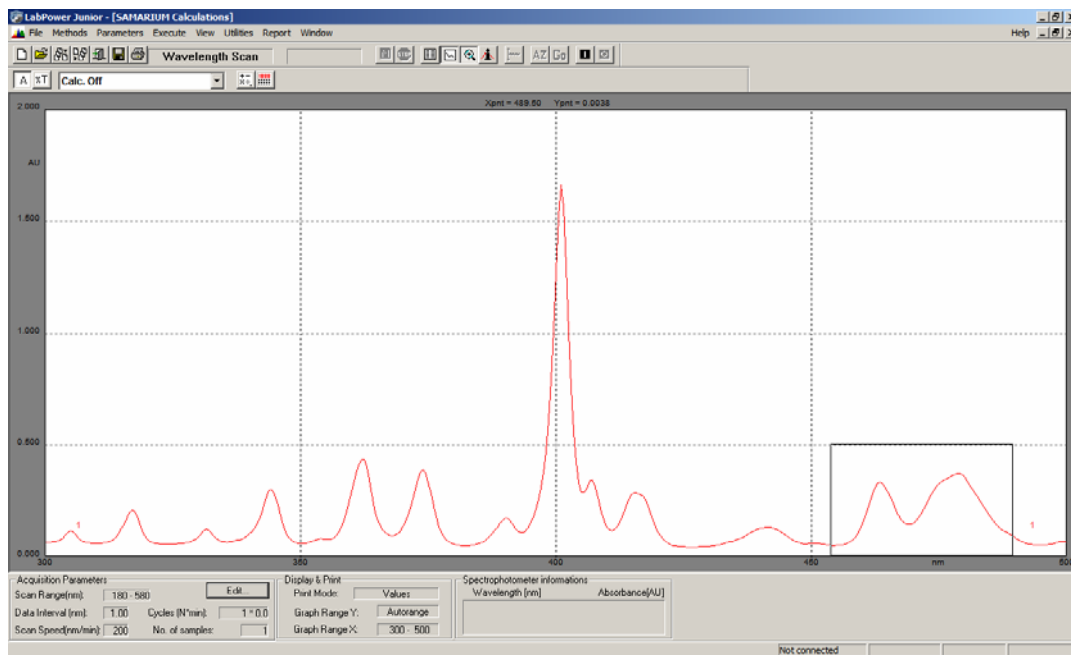 LabPower Junior - [SAMARIUM Calculations]
File Methods Parameters Execute View Utilities Report Window Help
Wavelength Scan AZ Go
A %T Calc. Off
Xpnt = 489.60 Ypnt = 0.0038
2.000
AU
1.500
1.000
0.500
0.000
1 1
300 350 400 450 nm 500
Acquisition Parameters
Scan Range(nm): 180 - 580 Edit...
Data Interval (nm): 1.00 Cycles (N*min): 1 * 0.0
Scan Speed(nm/min): 200 No. of samples: 1
Display & Print
Print Mode: Values
Graph Range Y: Autorange
Graph Range X: 300 - 500
Spectrophotometer informations
Wavelength [nm] Absorbance[AU]
Not connected